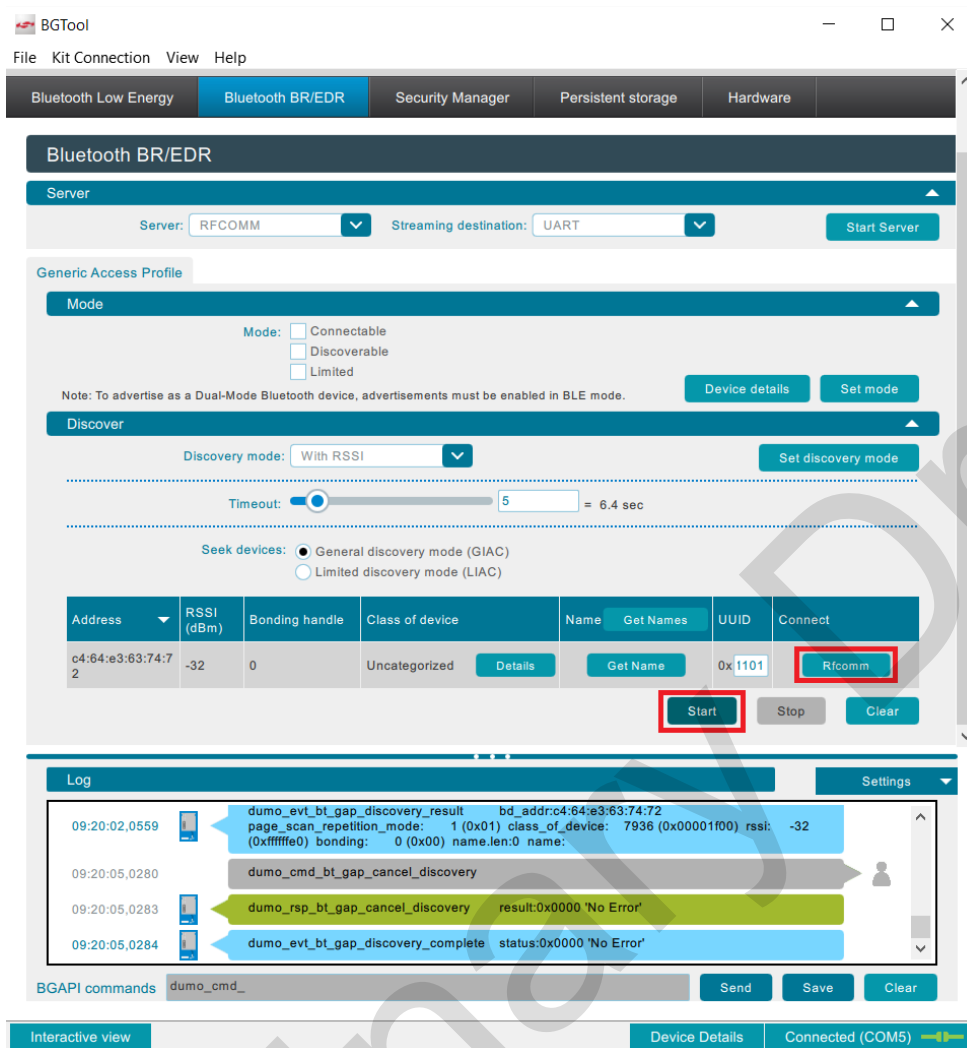 BGTool
File Kit Connection View Help
Bluetooth Low Energy Bluetooth BR/EDR Security Manager Persistent storage Hardware
Bluetooth BR/EDR
Server
Server: RFCOMM Streaming destination: UART Start Server
Generic Access Profile
Mode
Mode: Connectable
Discoverable
Limited
Note: To advertise as a Dual-Mode Bluetooth device, advertisements must be enabled in BLE mode. Device details Set mode
Discover
Discovery mode: With RSSI Set discovery mode
Timeout: 5 = 6.4 sec
Seek devices: General discovery mode (GIAC)
Limited discovery mode (LIAC)
Address RSSI (dBm) Bonding handle Class of device Name Get Names UUID Connect
c4:64:e3:63:74:7
2 -32 0 Uncategorized Details Get Name 0x 1101 Rfcomm
Start Stop Clear
Log Settings
09:20:02,0559 dumo_evt_bt_gap_discovery_result bd_addr:c4:64:e3:63:74:72
page_scan_repetition_mode: 1 (0x01) class_of_device: 7936 (0x00001f00) rssi: -32
(0xffffffe0) bonding: 0 (0x00) name.len:0 name:
09:20:05,0280 dumo_cmd_bt_gap_cancel_discovery
09:20:05,0283 dumo_rsp_bt_gap_cancel_discovery result:0x0000 'No Error'
09:20:05,0284 dumo_evt_bt_gap_discovery_complete status:0x0000 'No Error'
BGAPI commands dumo_cmd_ Send Save Clear
Interactive view Device Details Connected (COM5)